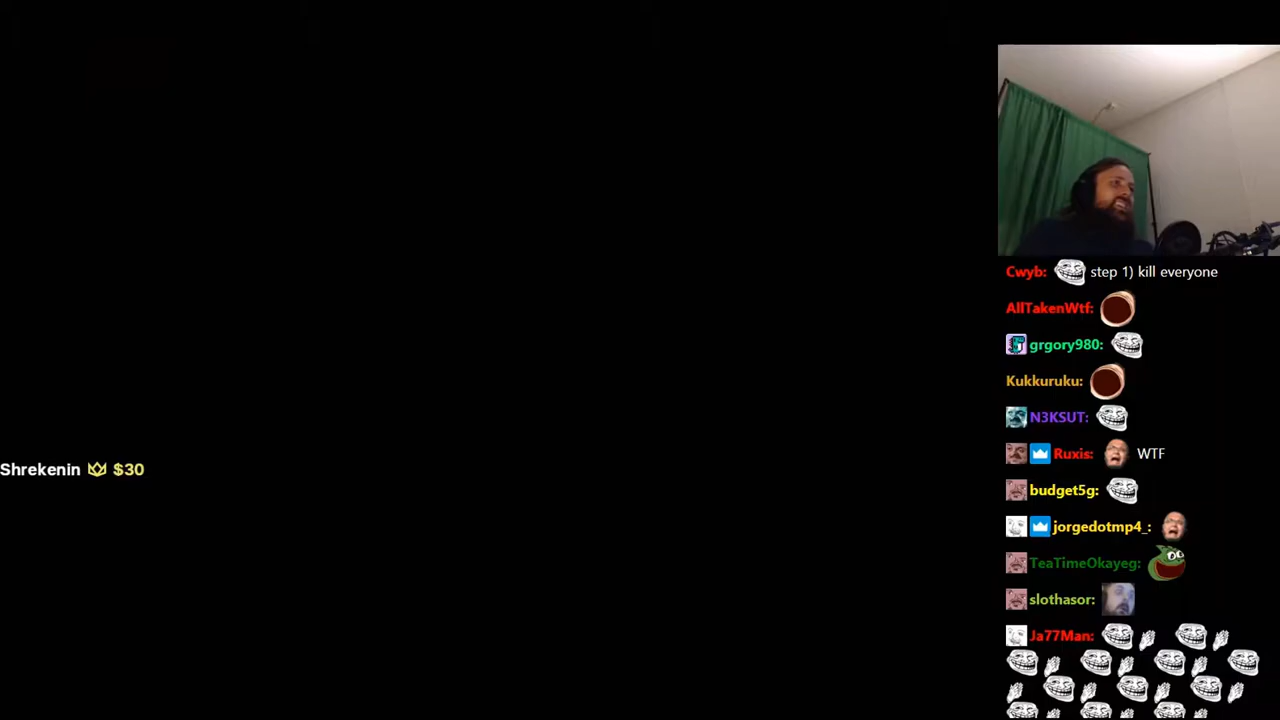 Cwyb: step 1) kill everyone
AllTakenWtf:
grgory980:
Kukkuruku:
N3KSUT:
Ruxis: WTF
Shrekenin $30
budget5g:
jorgedotmp4_:
TeaTimeOkayeg:
slothasor:
Ja77Man: